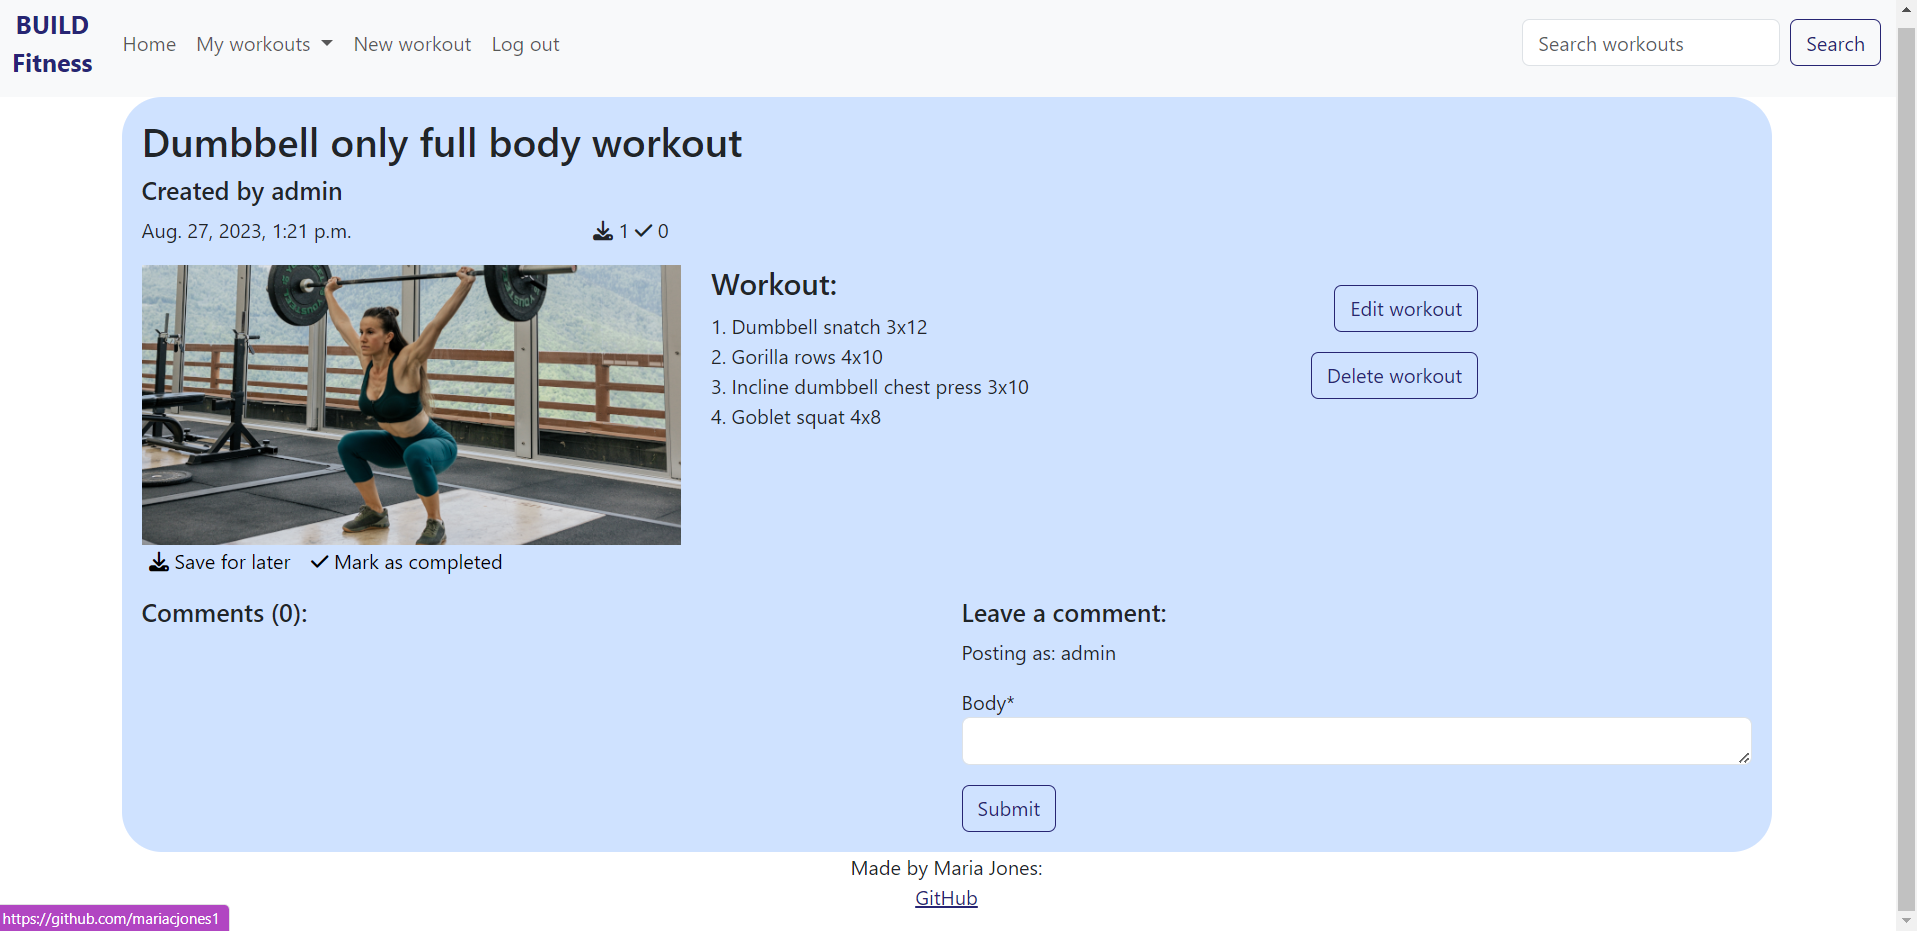 BUILD
Fitness
Home
My workouts
New workout
Log out
Search workouts
Search
Dumbbell only full body workout
Created by admin
Aug. 27, 2023, 1:21 p.m.
1
0
Workout:
1. Dumbbell snatch 3x12
2. Gorilla rows 4x10
3. Incline dumbbell chest press 3x10
4. Goblet squat 4x8
Edit workout
Delete workout
Save for later
Mark as completed
Comments (0):
Leave a comment:
Posting as: admin
Body*
Submit
Made by Maria Jones:
GitHub
https://github.com/mariacjones1